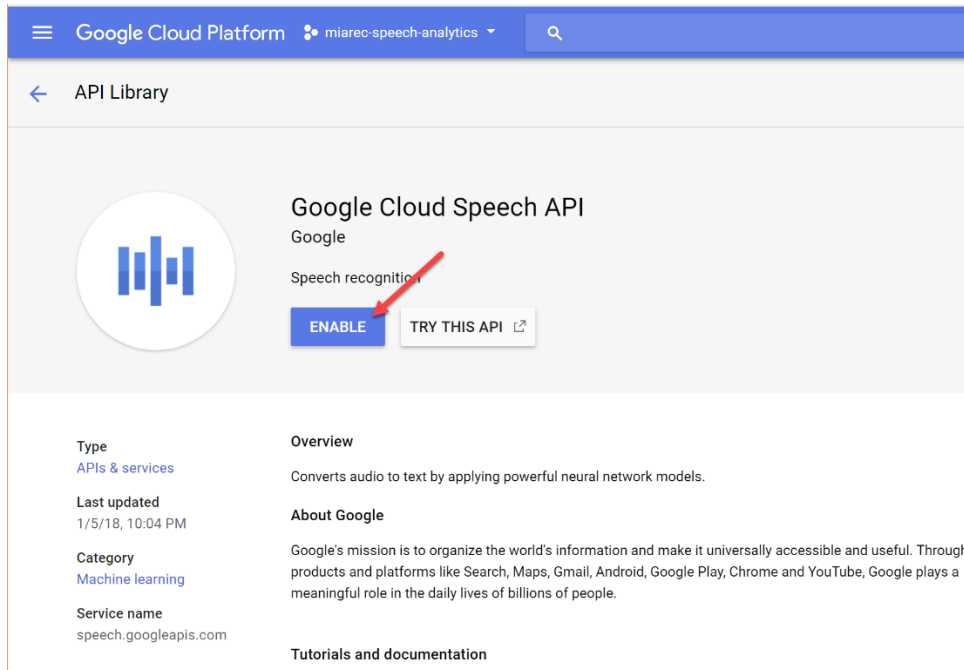 Google Cloud Platform miarec-speech-analytics
API Library
Google Cloud Speech API
Google
Speech recognition
ENABLE TRY THIS API
Type
APIs & services
Last updated
1/5/18, 10:04 PM
Category
Machine learning
Service name
speech.googleapis.com
Overview
Converts audio to text by applying powerful neural network models.
About Google
Google's mission is to organize the world's information and make it universally accessible and useful. Through
products and platforms like Search, Maps, Gmail, Android, Google Play, Chrome and YouTube, Google plays a
meaningful role in the daily lives of billions of people.
Tutorials and documentation